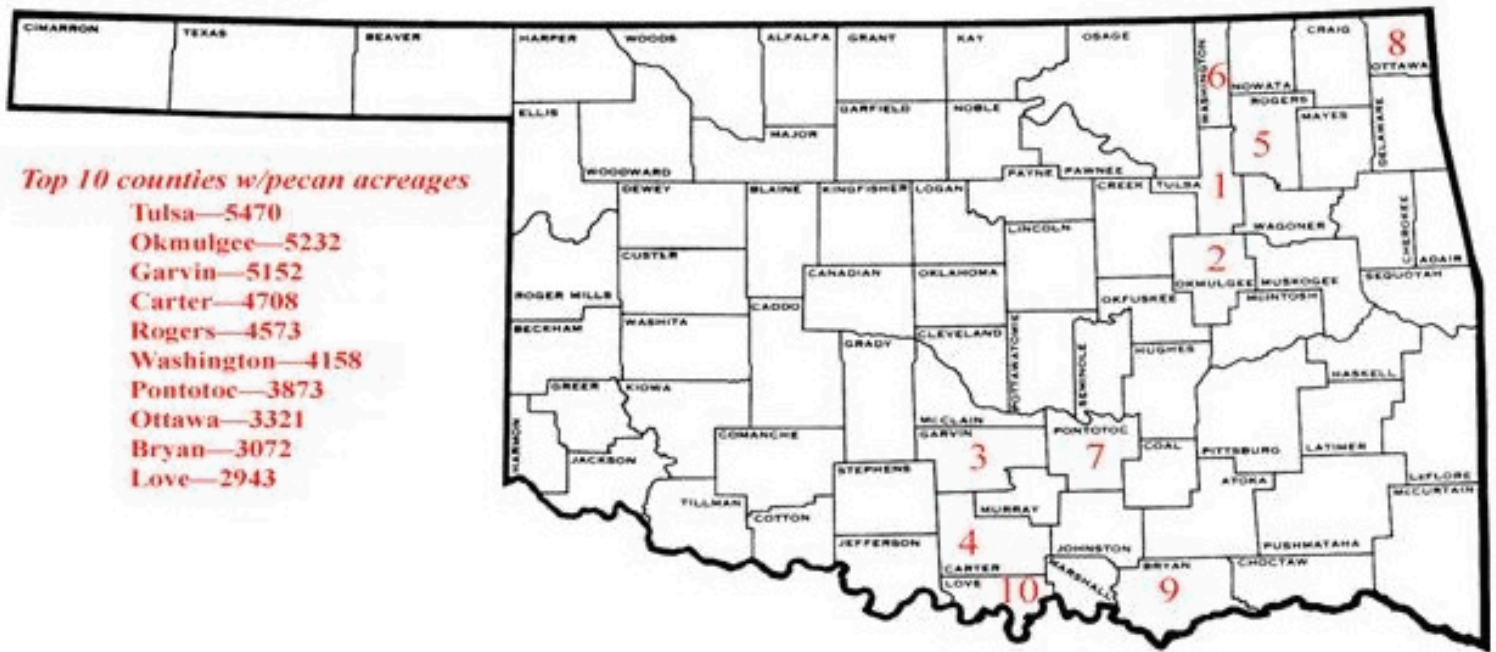 CIMARRON
TEXAS
BEAVER
HARPER
WOODS
ALFALFA
GRANT
KAY
OSAGE
WASHINGTON
6
NOWATA
CRAIG
8
OTTAWA
ELLIS
WOODWARD
MAJOR
GARFIELD
NOBLE
PAYNE
PAWNEE
ROGERS
5
MAYES
DELAWARE
Top 10 counties w/pecan acreages
Tulsa—5470
Okmulgee—5232
Garvin—5152
Carter—4708
Rogers—4573
Washington—4158
Pontotoc—3873
Ottawa—3321
Bryan—3072
Love—2943
DEWEY
BLAINE
KINGFISHER
LOGAN
CREEK
TULSA
1
WAGONER
CHEROKEE
ADAIR
LINCOLN
CUSTER
CANADIAN
OKLAHOMA
2
OKMULGEE
MUSKOGEE
SEQUOYAH
ROGER MILLS
CADDO
OKFUSKEE
McINTOSH
BECKHAM
WASHITA
GRADY
CLEVELAND
POTTAWATOMIE
SEMINOLE
HUGHES
HASKELL
GREER
KIOWA
HARMON
JACKSON
COMANCHE
McCLAIN
GARVIN
3
PONTOTOC
7
COAL
PITTSBURG
LATIMER
LeFLORE
STEPHENS
ATOKA
McCURTAIN
TILLMAN
COTTON
MURRAY
JEFFERSON
4
CARTER
JOHNSTON
PUSHMATAHA
LOVE
10
MARSHALL
BRYAN
9
CHOCTAW